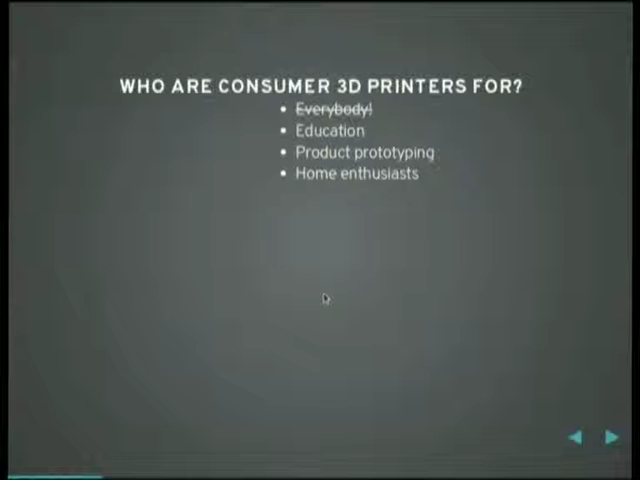 WHO ARE CONSUMER 3D PRINTERS FOR?
Everybody!
Education
Product prototyping
Home enthusiasts